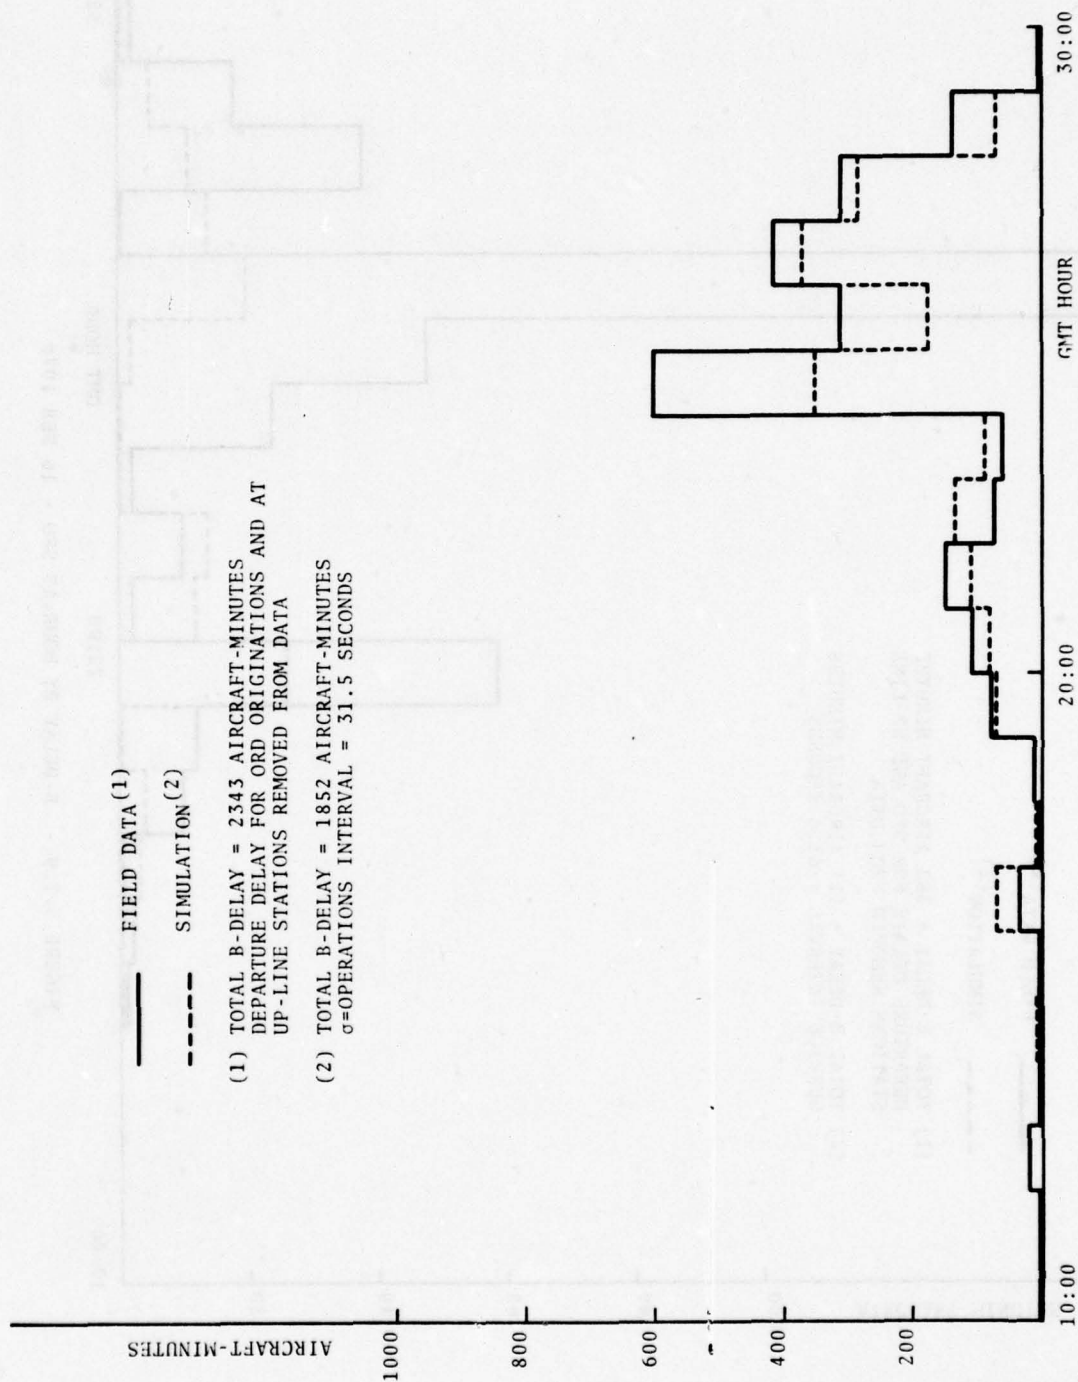 FIELD DATA(1)
SIMULATION(2)
(1) TOTAL B-DELAY = 2343 AIRCRAFT-MINUTES
DEPARTURE DELAY FOR ORD ORIGINATIONS AND AT
UP-LINE STATIONS REMOVED FROM DATA
(2) TOTAL B-DELAY = 1852 AIRCRAFT-MINUTES
σ=OPERATIONS INTERVAL = 31.5 SECONDS
AIRCRAFT-MINUTES
1000
800
600
400
200
10:00
20:00
GMT HOUR
30:00